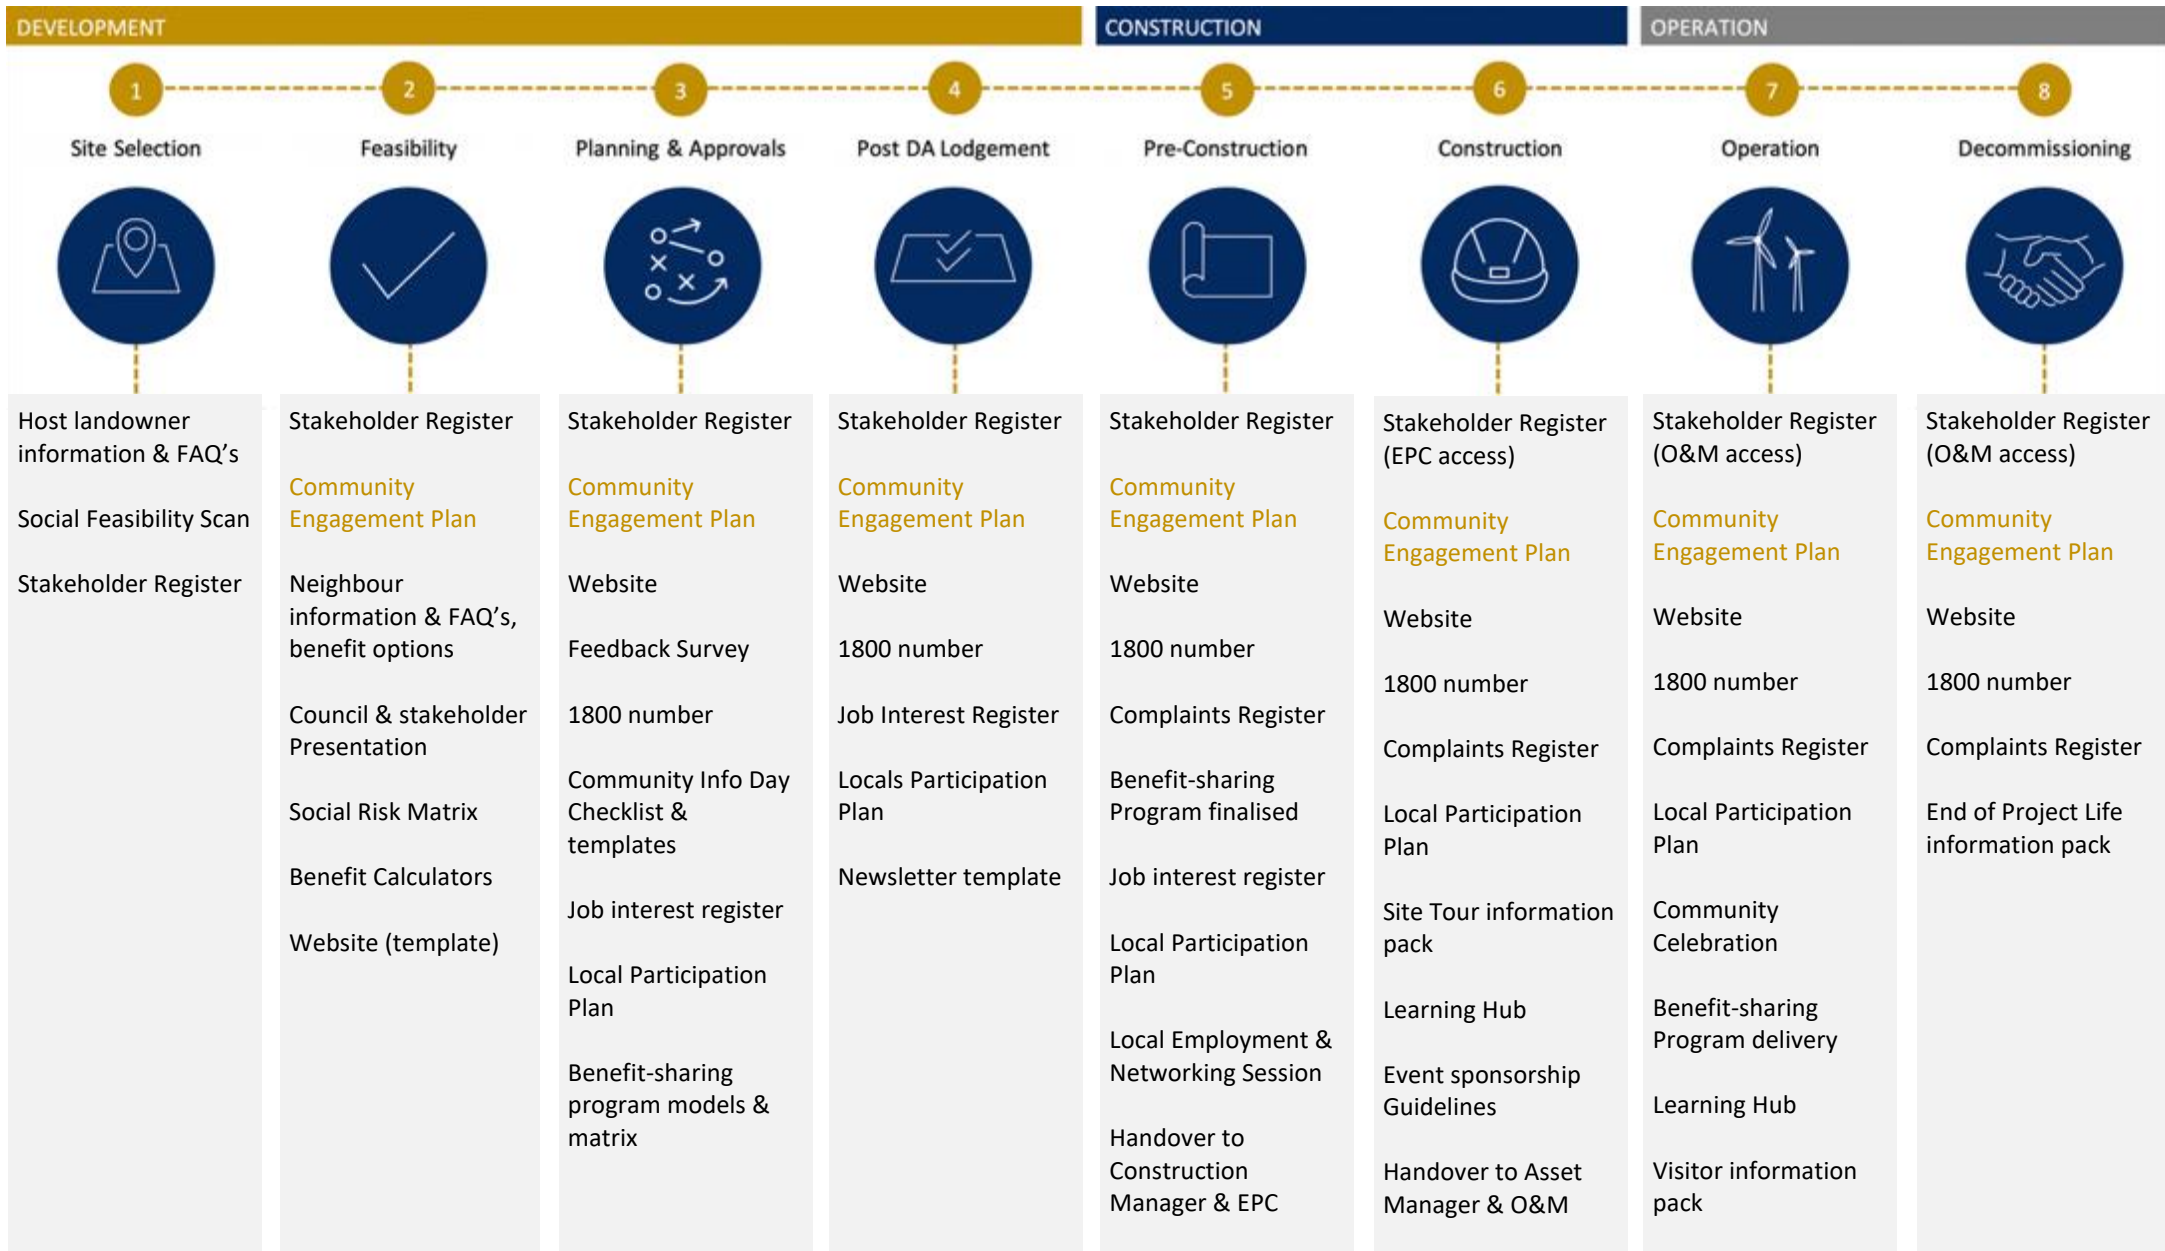 DEVELOPMENT
CONSTRUCTION
OPERATION
1
2
3
4
5
6
7
8
Site Selection
Feasibility
Planning & Approvals
Post DA Lodgement
Pre-Construction
Construction
Operation
Decommissioning
Host landowner
information & FAQ's
Social Feasibility Scan
Stakeholder Register
Stakeholder Register
Community
Engagement Plan
Neighbour
information & FAQ's,
benefit options
Council & stakeholder
Presentation
Social Risk Matrix
Benefit Calculators
Website (template)
Stakeholder Register
Community
Engagement Plan
Website
Feedback Survey
1800 number
Community Info Day
Checklist &
templates
Job interest register
Local Participation
Plan
Benefit-sharing
program models &
matrix
Stakeholder Register
Community
Engagement Plan
Website
1800 number
Job Interest Register
Locals Participation
Plan
Newsletter template
Stakeholder Register
Community
Engagement Plan
Website
1800 number
Complaints Register
Benefit-sharing
Program finalised
Job interest register
Local Participation
Plan
Local Employment &
Networking Session
Handover to
Construction
Manager & EPC
Stakeholder Register
(EPC access)
Community
Engagement Plan
Website
1800 number
Complaints Register
Local Participation
Plan
Site Tour information
pack
Learning Hub
Event sponsorship
Guidelines
Handover to Asset
Manager & O&M
Stakeholder Register
(O&M access)
Community
Engagement Plan
Website
1800 number
Complaints Register
Local Participation
Plan
Community
Celebration
Benefit-sharing
Program delivery
Learning Hub
Visitor information
pack
Stakeholder Register
(O&M access)
Community
Engagement Plan
Website
1800 number
Complaints Register
End of Project Life
information pack